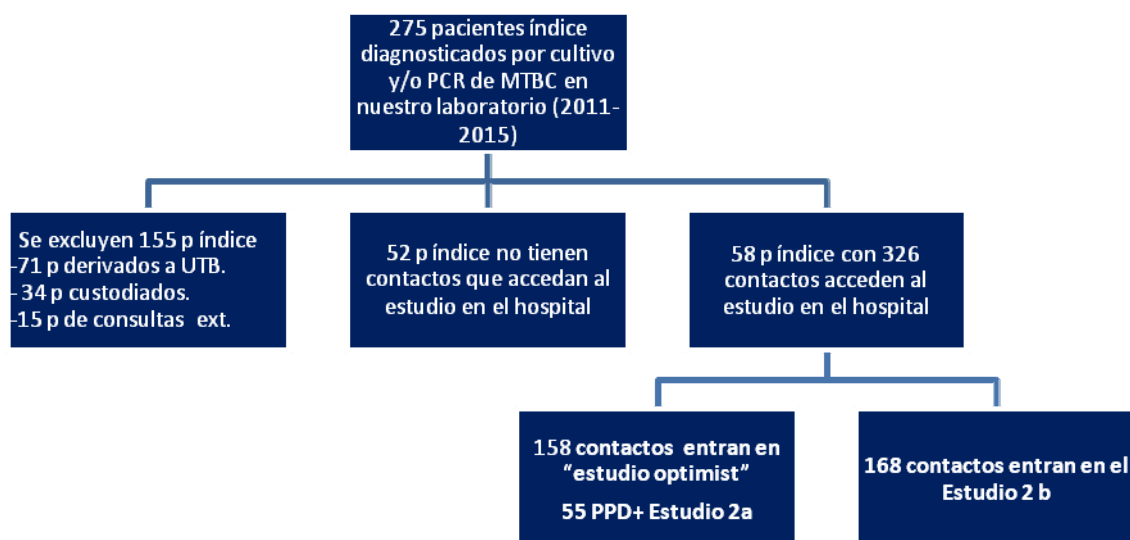 275 pacientes índice
diagnosticados por cultivo
y/o PCR de MTBC en
nuestro laboratorio (2011-
2015)
Se excluyen 155 p índice
-71 p derivados a UTB.
- 34 p custodiados.
-15 p de consultas ext.
52 p índice no tienen
contactos que accedan al
estudio en el hospital
58 p índice con 326
contactos acceden al
estudio en el hospital
158 contactos entran en
“estudio optimist”
55 PPD+ Estudio 2a
168 contactos entran en el
Estudio 2 b